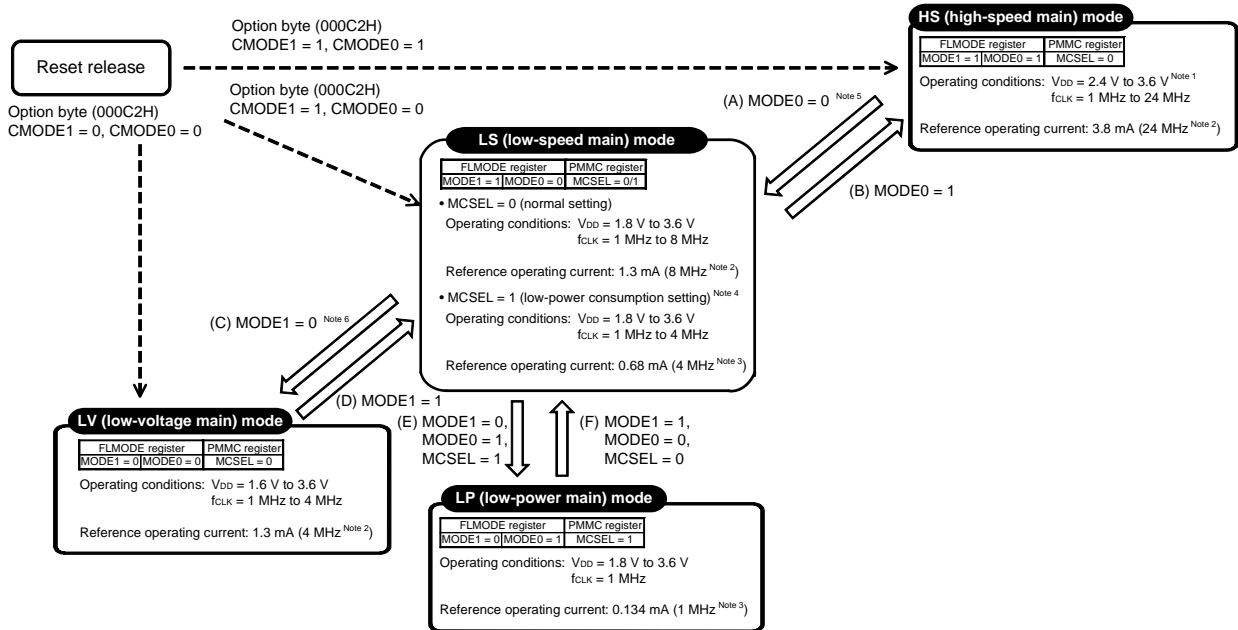 Reset release
Option byte (000C2H)
CMODE1 = 1, CMODE0 = 1
Option byte (000C2H)
CMODE1 = 1, CMODE0 = 0
Option byte (000C2H)
CMODE1 = 0, CMODE0 = 0
HS (high-speed main) mode
FLMODE register PMMC register
MODE1 = 1 MODE0 = 1 MCSEL = 0
Operating conditions: VDD = 2.4 V to 3.6 V Note 1
fCLK = 1 MHz to 24 MHz
Reference operating current: 3.8 mA (24 MHz Note 2)
(A) MODE0 = 0 Note 5
(B) MODE0 = 1
LS (low-speed main) mode
FLMODE register PMMC register
MODE1 = 1 MODE0 = 0 MCSEL = 0/1
• MCSEL = 0 (normal setting)
Operating conditions: VDD = 1.8 V to 3.6 V
fCLK = 1 MHz to 8 MHz
Reference operating current: 1.3 mA (8 MHz Note 2)
• MCSEL = 1 (low-power consumption setting) Note 4
Operating conditions: VDD = 1.8 V to 3.6 V
fCLK = 1 MHz to 4 MHz
Reference operating current: 0.68 mA (4 MHz Note 3)
(C) MODE1 = 0 Note 6
(D) MODE1 = 1
(E) MODE1 = 0,
MODE0 = 1,
MCSEL = 1
(F) MODE1 = 1,
MODE0 = 0,
MCSEL = 0
LV (low-voltage main) mode
FLMODE register PMMC register
MODE1 = 0 MODE0 = 0 MCSEL = 0
Operating conditions: VDD = 1.6 V to 3.6 V
fCLK = 1 MHz to 4 MHz
Reference operating current: 1.3 mA (4 MHz Note 2)
LP (low-power main) mode
FLMODE register PMMC register
MODE1 = 0 MODE0 = 1 MCSEL = 1
Operating conditions: VDD = 1.8 V to 3.6 V
fCLK = 1 MHz
Reference operating current: 0.134 mA (1 MHz Note 3)